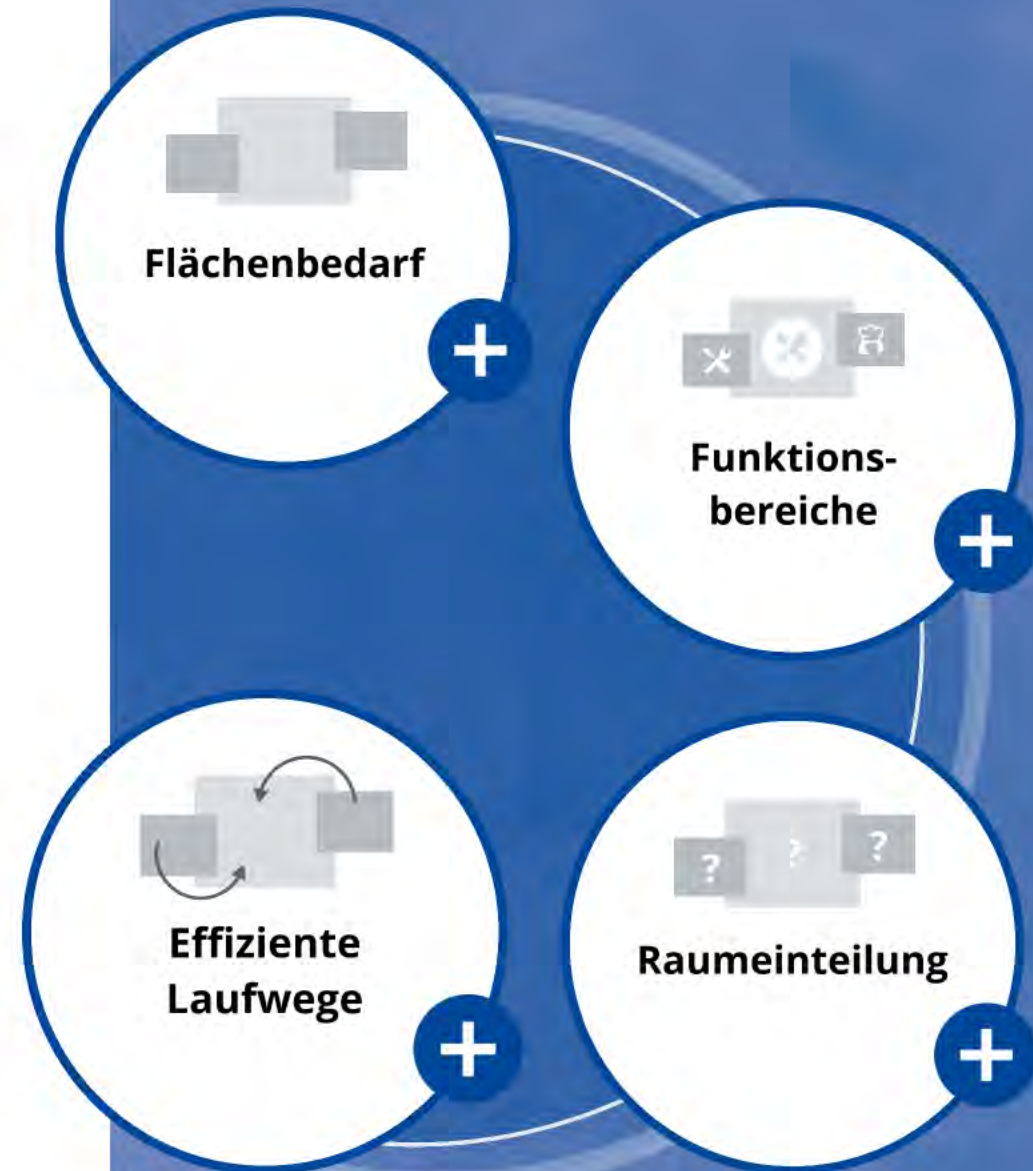 Flächenbedarf
+
Funktions-
bereiche
+
? ? ?
Raumeinteilung
+
Effiziente
Laufwege
+